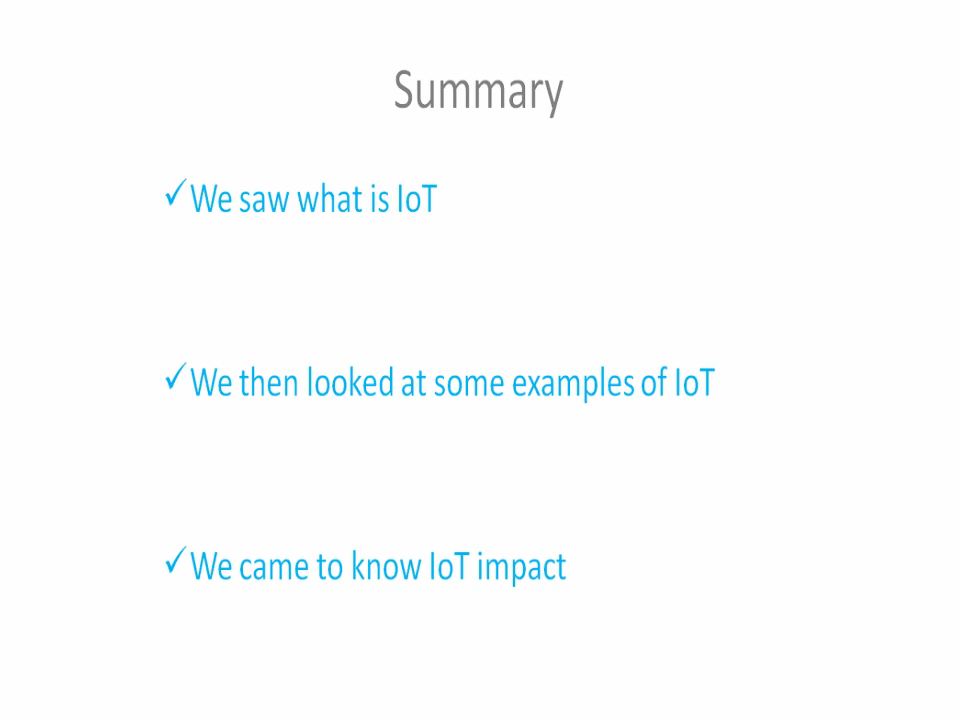 Summary
✓We saw what is IoT
✓We then looked at some examples of IoT
✓We came to know IoT impact